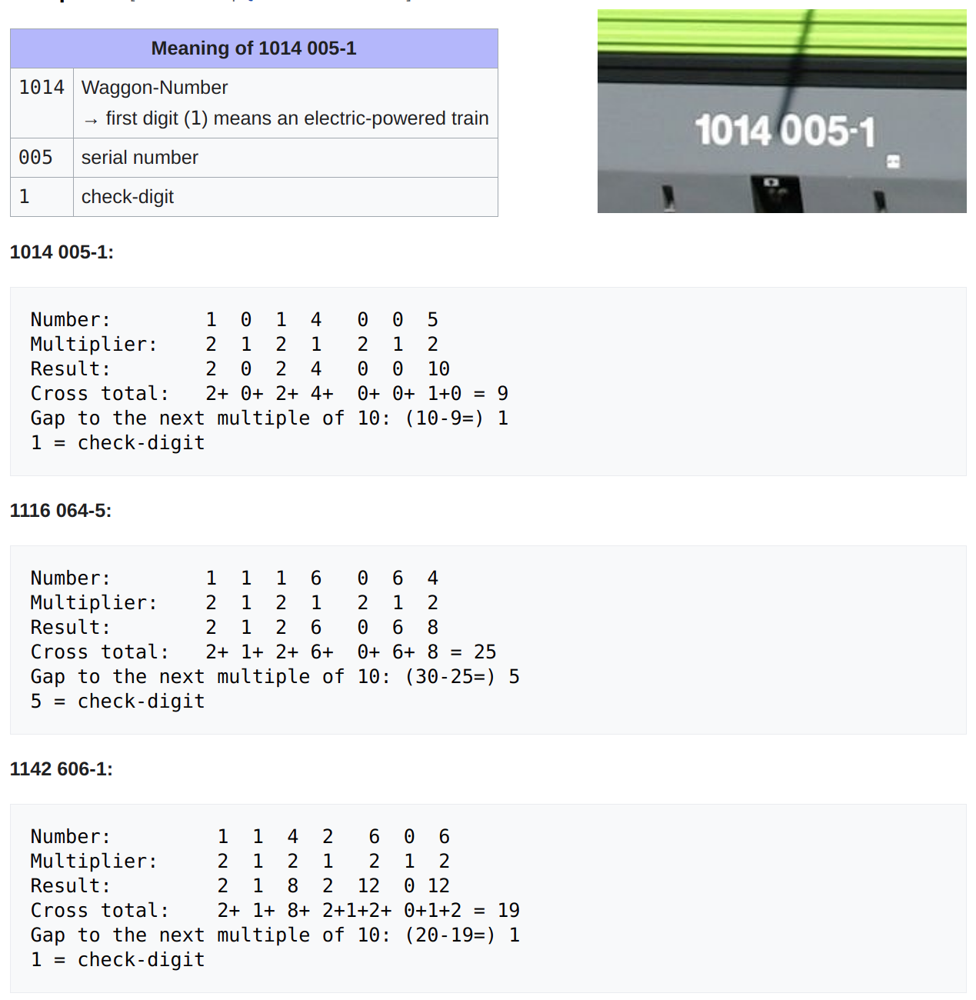 Meaning of 1014 005-1
1014 Waggon-Number
→ first digit (1) means an electric-powered train
005 serial number
1 check-digit
1014 005-1
1014 005-1:
Number:        1  0  1  4   0  0  5
Multiplier:    2  1  2  1   2  1  2
Result:        2  0  2  4   0  0  10
Cross total:   2+ 0+ 2+ 4+  0+ 0+ 1+0 = 9
Gap to the next multiple of 10: (10-9=) 1
1 = check-digit
1116 064-5:
Number:        1  1  1  6   0  6  4
Multiplier:    2  1  2  1   2  1  2
Result:        2  1  2  6   0  6  8
Cross total:   2+ 1+ 2+ 6+  0+ 6+ 8 = 25
Gap to the next multiple of 10: (30-25=) 5
5 = check-digit
1142 606-1:
Number:         1  1  4  2   6  0  6
Multiplier:     2  1  2  1   2  1  2
Result:         2  1  8  2  12  0 12
Cross total:    2+ 1+ 8+ 2+1+2+ 0+1+2 = 19
Gap to the next multiple of 10: (20-19=) 1
1 = check-digit